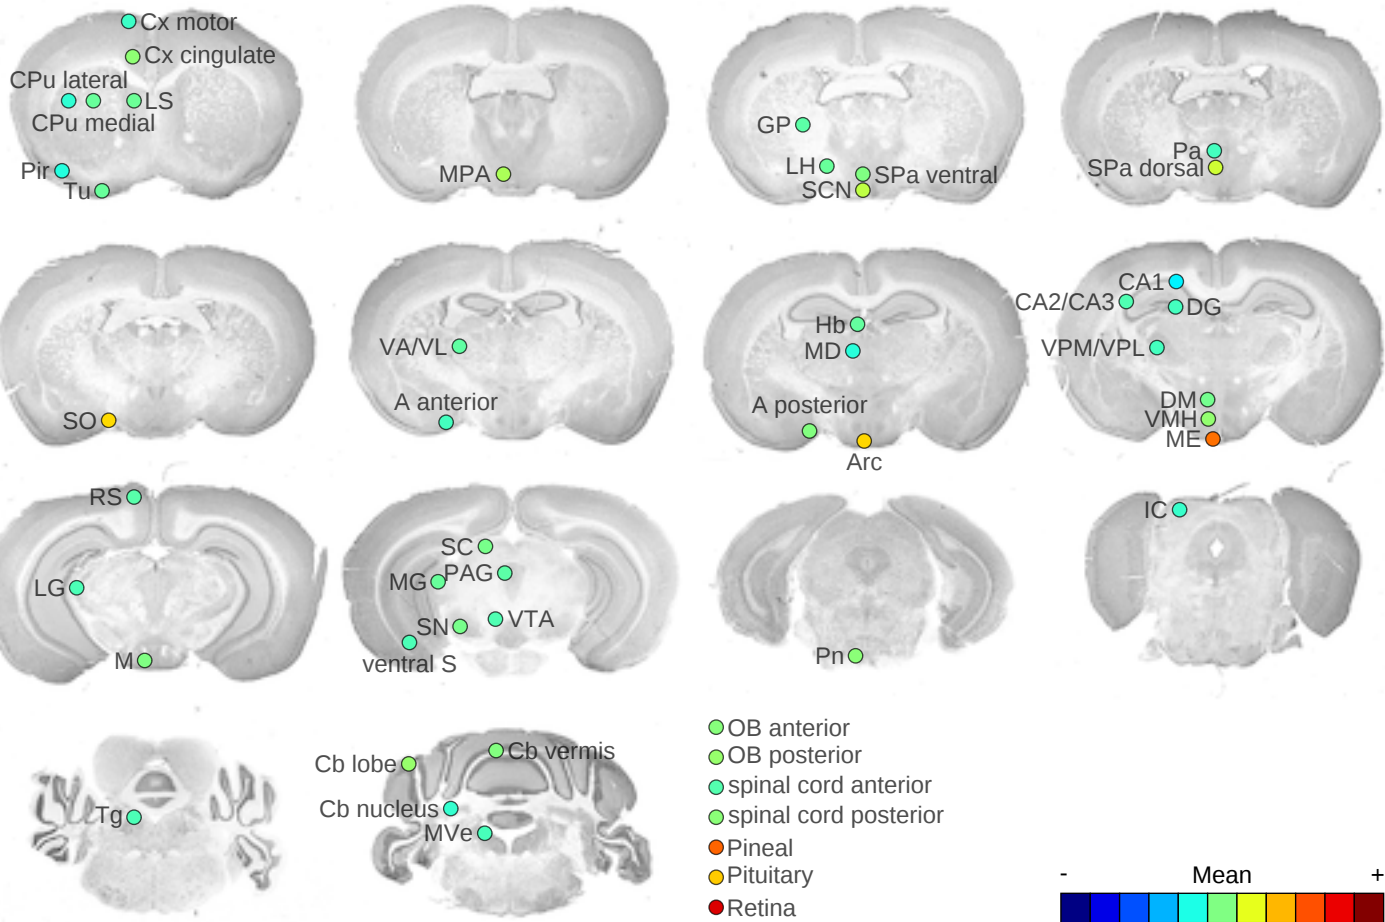 Cx motor
Cx cingulate
CPu lateral
LS
CPu medial
Pir
Tu
MPA
GP
LH
SPa ventral
SCN
Pa
SPa dorsal
SO
VA/VL
A anterior
Hb
MD
A posterior
Arc
CA1
CA2/CA3
DG
VPM/VPL
DM
VMH
ME
RS
LG
M
SC
MG
PAG
SN
VTA
ventral S
Pn
IC
Tg
Cb lobe
Cb vermis
Cb nucleus
MVe
OB anterior
OB posterior
spinal cord anterior
spinal cord posterior
Pineal
Pituitary
Retina
- Mean +